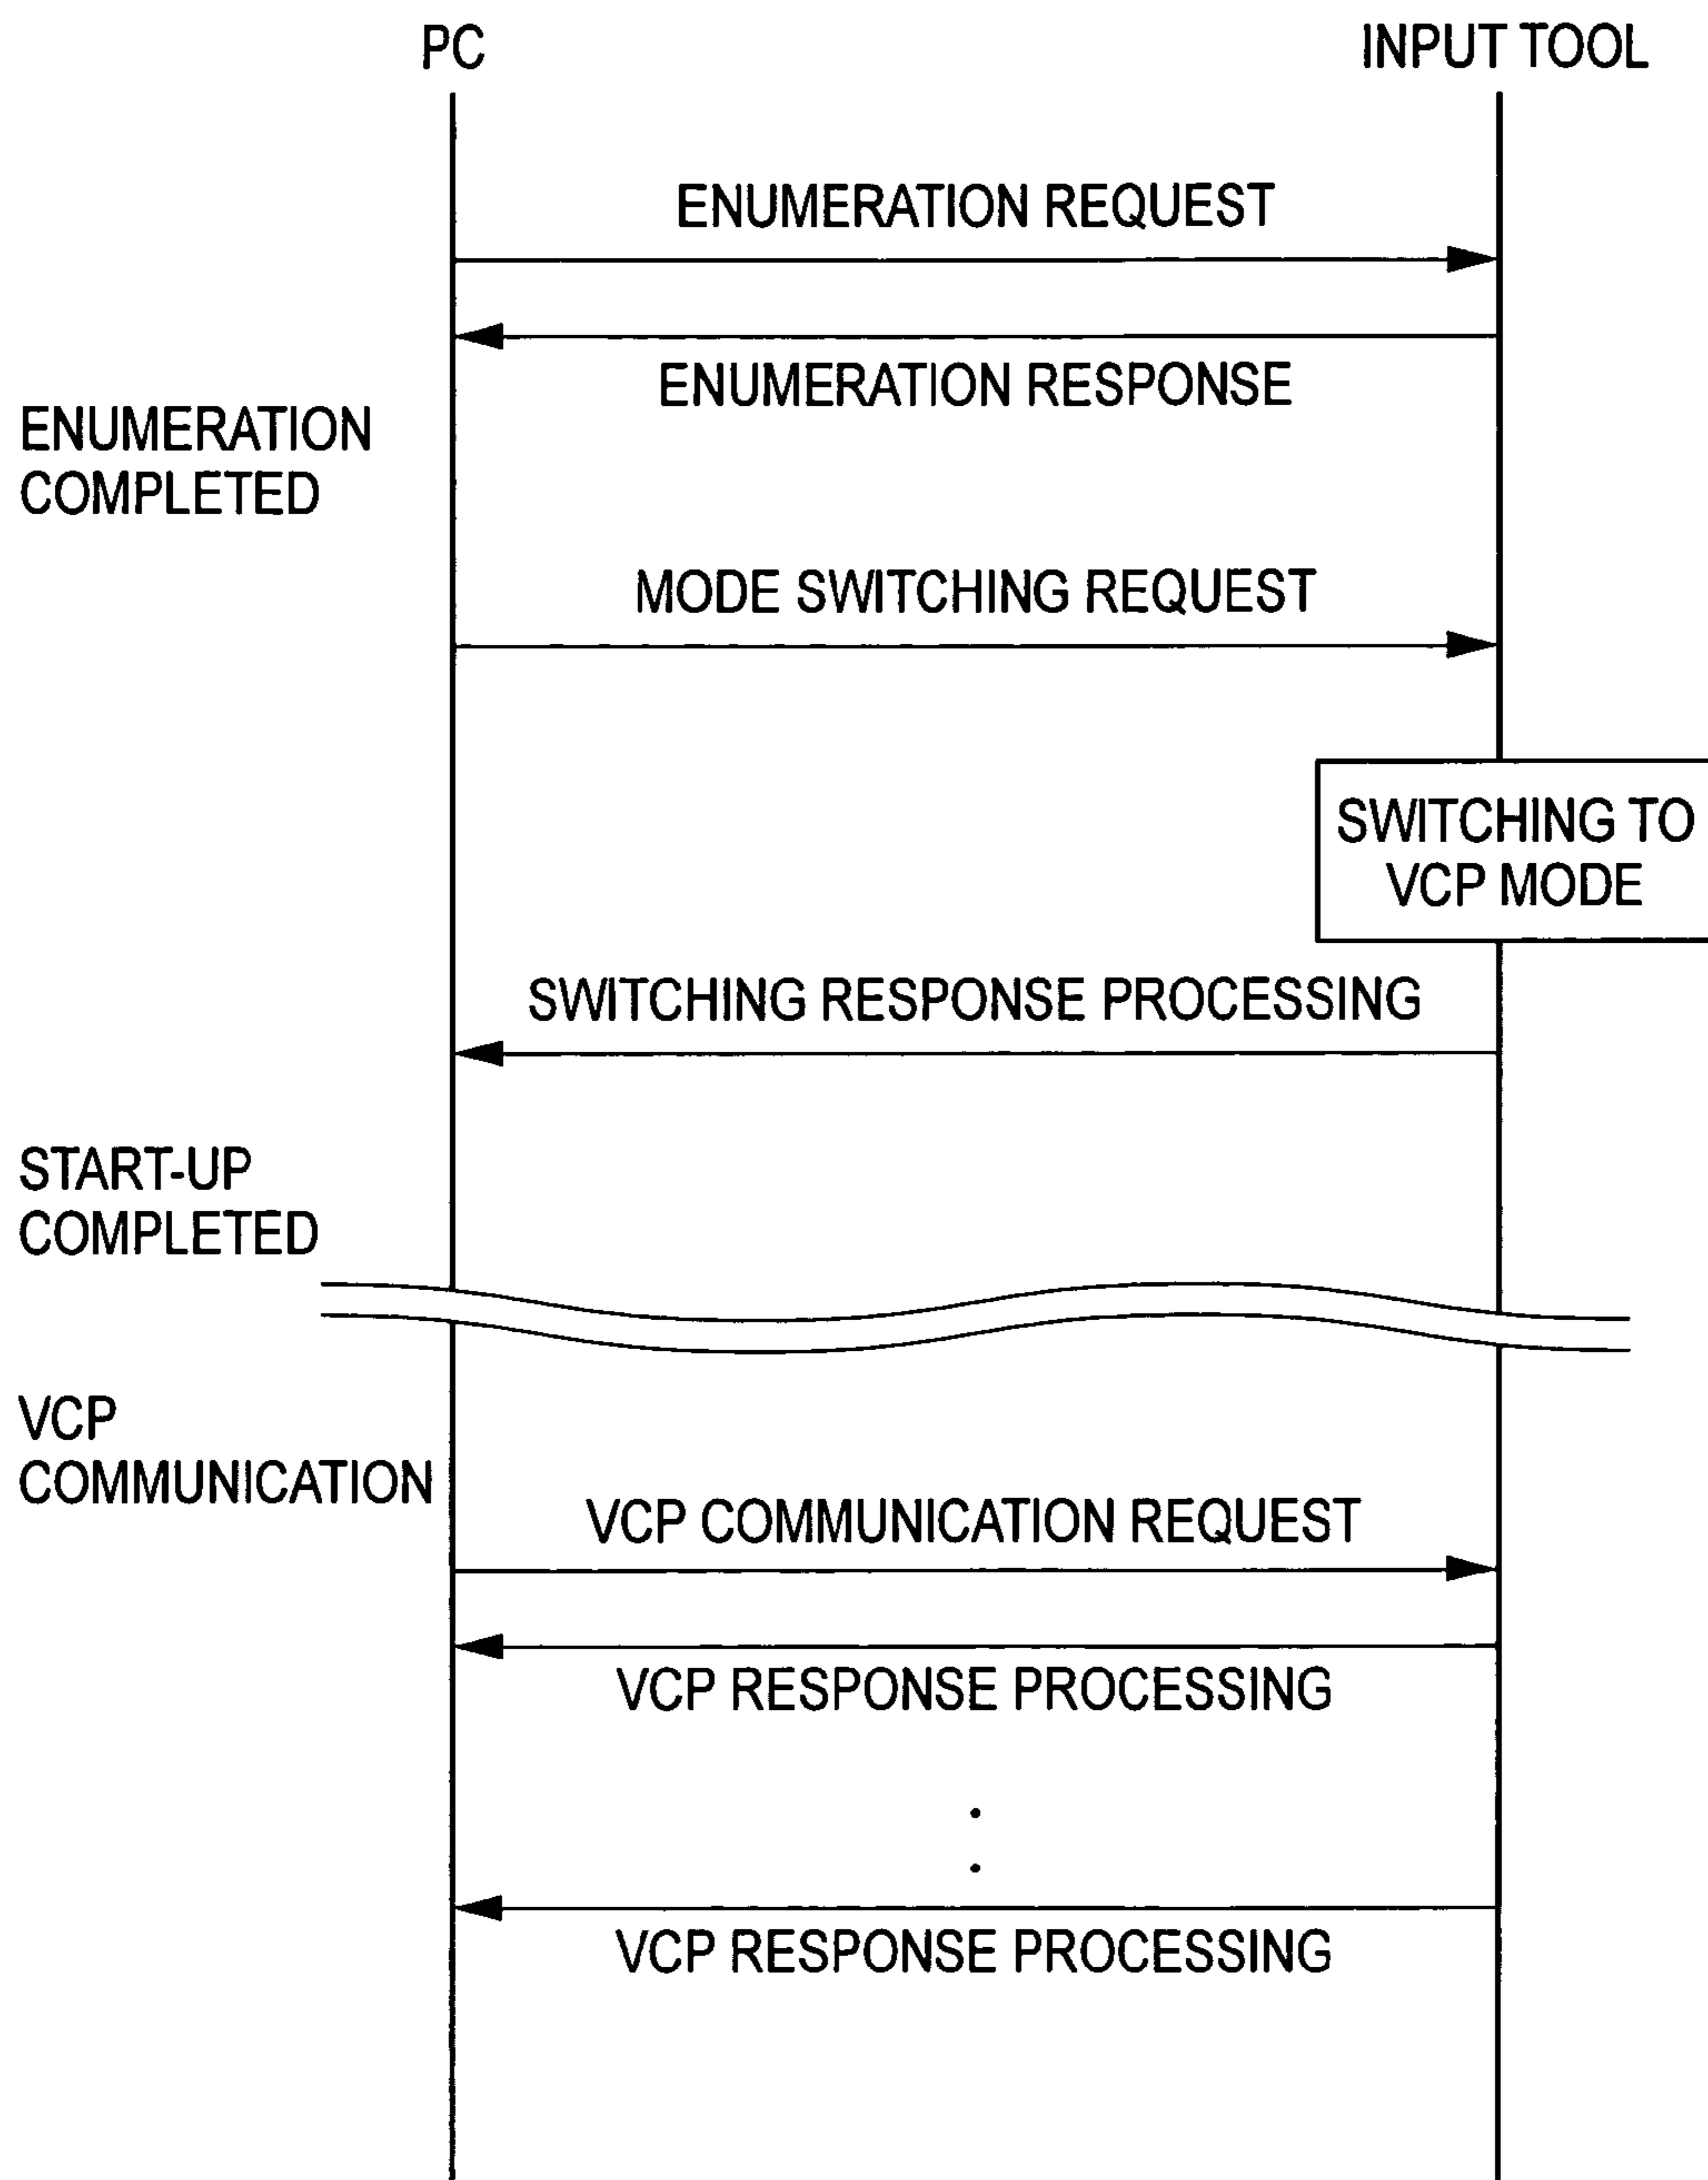 PC
INPUT TOOL
ENUMERATION REQUEST
ENUMERATION RESPONSE
ENUMERATION
COMPLETED
MODE SWITCHING REQUEST
SWITCHING TO
VCP MODE
SWITCHING RESPONSE PROCESSING
START-UP
COMPLETED
VCP
COMMUNICATION
VCP COMMUNICATION REQUEST
VCP RESPONSE PROCESSING
VCP RESPONSE PROCESSING